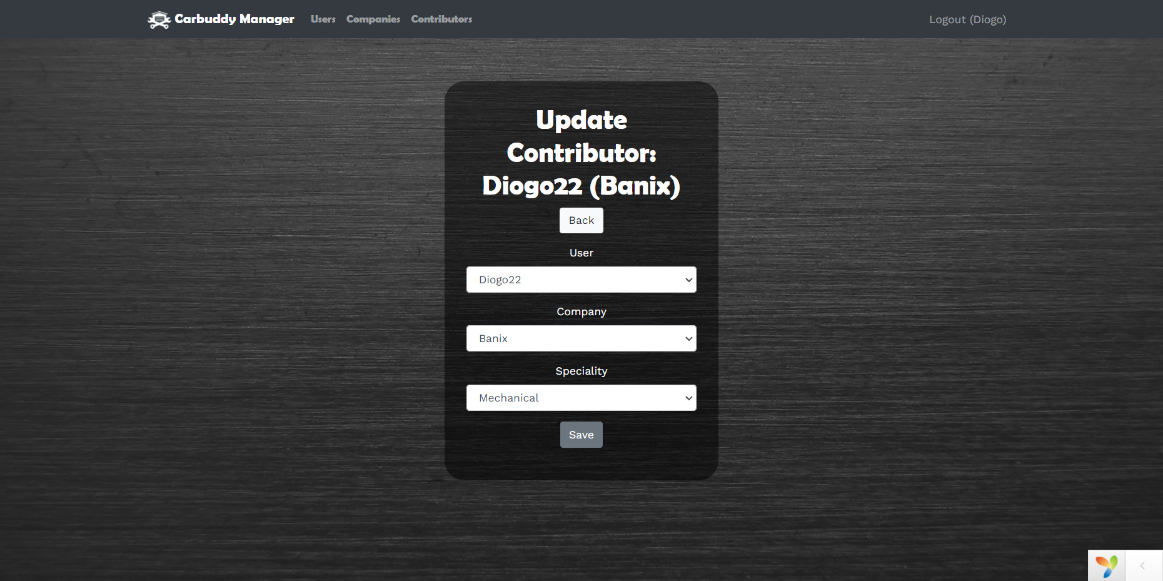 Carbuddy Manager Users Companies Contributors Logout (Diogo)
Update
Contributor:
Diogo22 (Banix)
Back
User
Diogo22
Company
Banix
Speciality
Mechanical
Save